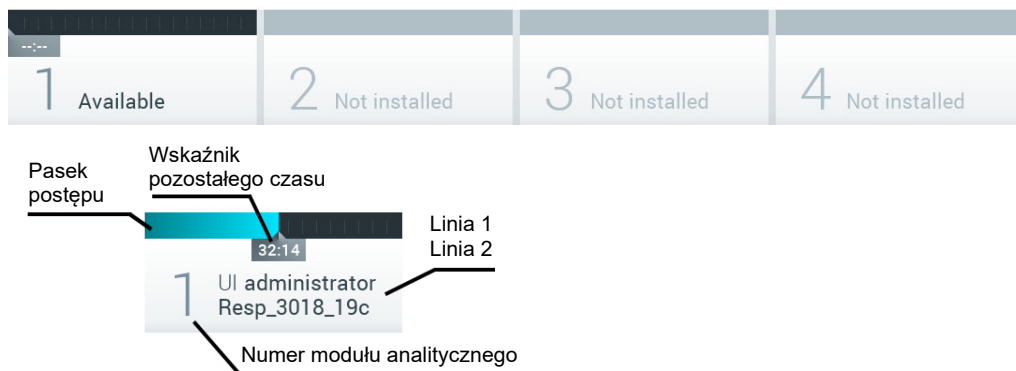 --:--
1 Available
2 Not installed
3 Not installed
4 Not installed
Pasek
postępu
Wskaźnik
pozostałego czasu
Linia 1
Linia 2
32:14
1
UI administrator
Resp_3018_19c
Numer modułu analitycznego